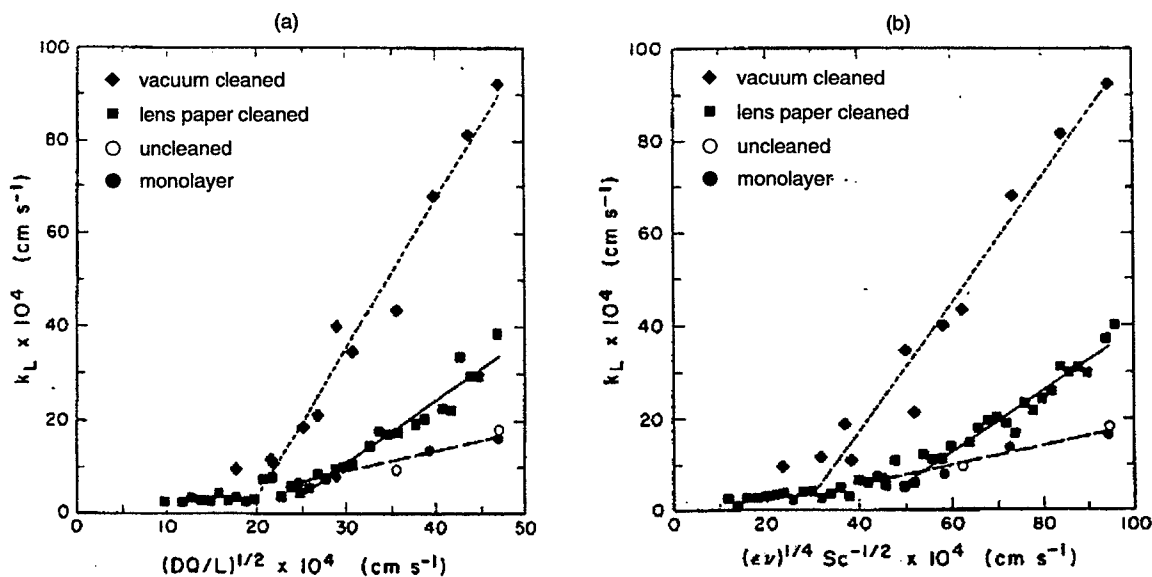 (a)
100
80
60
40
20
0
k_L x 10^4 (cm s^-1)
vacuum cleaned
lens paper cleaned
uncleaned
monolayer
0 10 20 30 40 50
(DQ/L)^1/2 x 10^4 (cm s^-1)
(b)
100
80
60
40
20
0
k_L x 10^4 (cm s^-1)
vacuum cleaned
lens paper cleaned
uncleaned
monolayer
0 20 40 60 80 100
(εν)^1/4 Sc^-1/2 x 10^4 (cm s^-1)